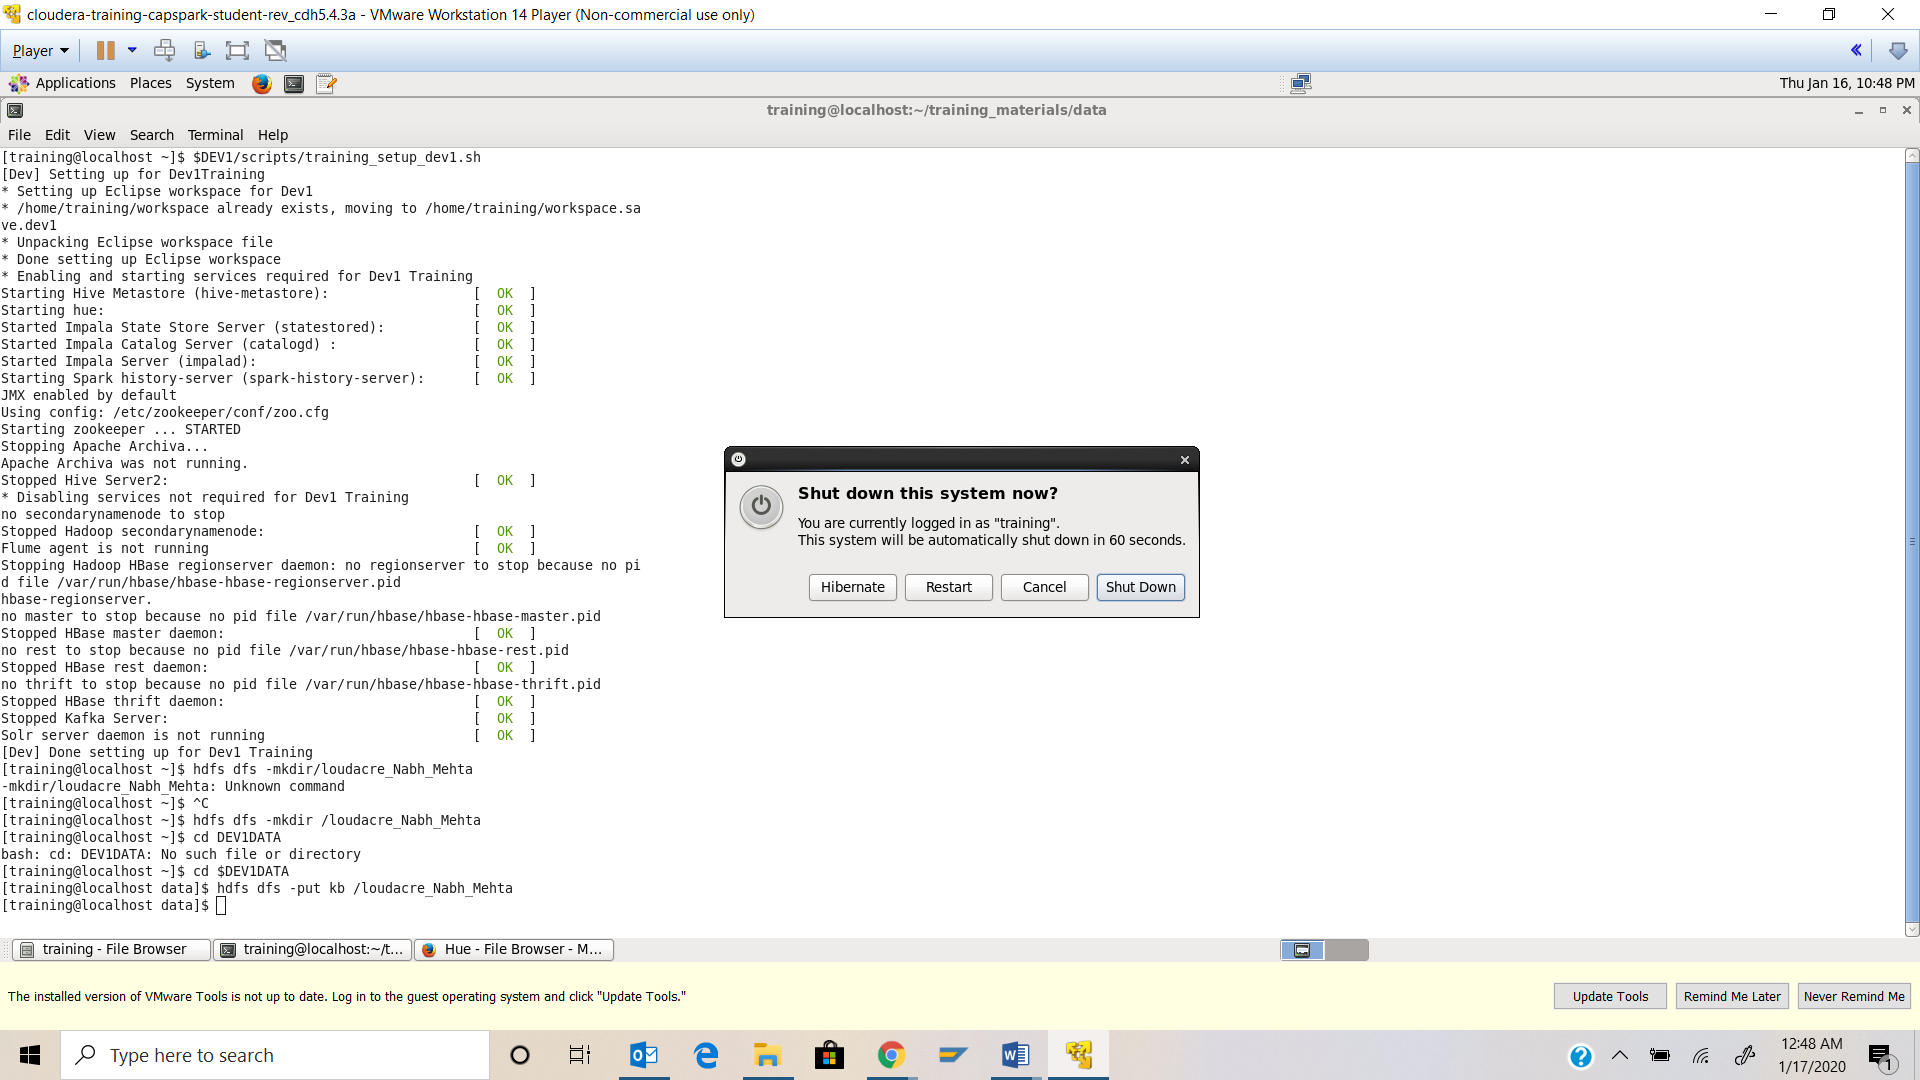 cloudera-training-capspark-student-rev_cdh5.4.3a - VMware Workstation 14 Player (Non-commercial use only)
Player
Applications Places System Thu Jan 16, 10:48 PM
training@localhost:~/training_materials/data
File Edit View Search Terminal Help
[training@localhost ~]$ $DEV1/scripts/training_setup_dev1.sh
[Dev] Setting up for Dev1Training
* Setting up Eclipse workspace for Dev1
* /home/training/workspace already exists, moving to /home/training/workspace.sa
ve.dev1
* Unpacking Eclipse workspace file
* Done setting up Eclipse workspace
* Enabling and starting services required for Dev1 Training
Starting Hive Metastore (hive-metastore): [ OK ]
Starting hue: [ OK ]
Started Impala State Store Server (statestored): [ OK ]
Started Impala Catalog Server (catalogd) : [ OK ]
Started Impala Server (impalad): [ OK ]
Starting Spark history-server (spark-history-server): [ OK ]
JMX enabled by default
Using config: /etc/zookeeper/conf/zoo.cfg
Starting zookeeper ... STARTED
Stopping Apache Archiva...
Apache Archiva was not running.
Stopped Hive Server2: [ OK ]
* Disabling services not required for Dev1 Training
no secondarynamenode to stop
Stopped Hadoop secondarynamenode: [ OK ]
Flume agent is not running [ OK ]
Stopping Hadoop HBase regionserver daemon: no regionserver to stop because no pi
d file /var/run/hbase/hbase-hbase-regionserver.pid
hbase-regionserver.
no master to stop because no pid file /var/run/hbase/hbase-hbase-master.pid
Stopped HBase master daemon: [ OK ]
no rest to stop because no pid file /var/run/hbase/hbase-hbase-rest.pid
Stopped HBase rest daemon: [ OK ]
no thrift to stop because no pid file /var/run/hbase/hbase-hbase-thrift.pid
Stopped HBase thrift daemon: [ OK ]
Stopped Kafka Server: [ OK ]
Solr server daemon is not running [ OK ]
[Dev] Done setting up for Dev1 Training
[training@localhost ~]$ hdfs dfs -mkdir/loudacre_Nabh_Mehta
-mkdir/loudacre_Nabh_Mehta: Unknown command
[training@localhost ~]$ ^C
[training@localhost ~]$ hdfs dfs -mkdir /loudacre_Nabh_Mehta
[training@localhost ~]$ cd DEV1DATA
bash: cd: DEV1DATA: No such file or directory
[training@localhost ~]$ cd $DEV1DATA
[training@localhost data]$ hdfs dfs -put kb /loudacre_Nabh_Mehta
[training@localhost data]$
Shut down this system now?
You are currently logged in as "training".
This system will be automatically shut down in 60 seconds.
Hibernate Restart Cancel Shut Down
training - File Browser training@localhost:~/t... Hue - File Browser - M...
The installed version of VMware Tools is not up to date. Log in to the guest operating system and click "Update Tools."
Update Tools Remind Me Later Never Remind Me
Type here to search
12:48 AM
1/17/2020
1